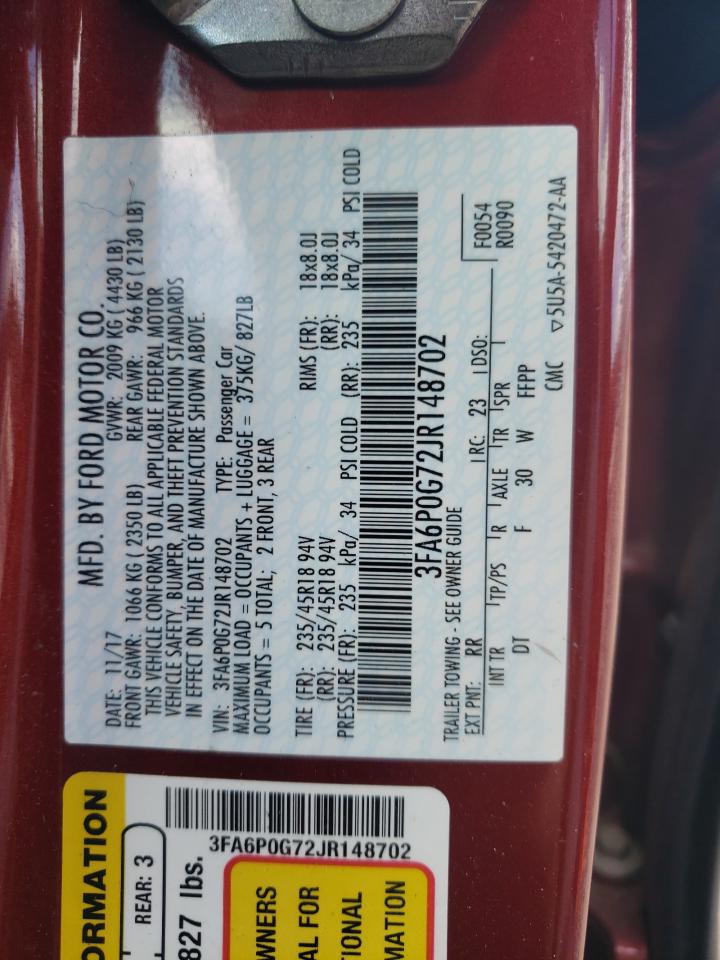 MFD. BY FORD MOTOR CO.
DATE: 11/17 GVWR: 2009 KG ( 4430 LB)
FRONT GAWR: 1066 KG ( 2350 LB) REAR GAWR: 966 KG ( 2130 LB)
THIS VEHICLE CONFORMS TO ALL APPLICABLE FEDERAL MOTOR
VEHICLE SAFETY, BUMPER, AND THEFT PREVENTION STANDARDS
IN EFFECT ON THE DATE OF MANUFACTURE SHOWN ABOVE.
VIN: 3FA6P0G72JR148702 TYPE: Passenger Car
MAXIMUM LOAD = OCCUPANTS + LUGGAGE = 375KG/ 827LB
OCCUPANTS = 5 TOTAL; 2 FRONT, 3 REAR
TIRE (FR): 235/45R18 94V RIMS (FR): 18x8.0J
(RR): 235/45R18 94V (RR): 18x8.0J
PRESSURE (FR): 235 kPa/ 34 PSI COLD (RR): 235 kPa/ 34 PSI COLD
3FA6P0G72JR148702
TRAILER TOWING - SEE OWNER GUIDE
EXT PNT: RR RC: 23 DSO: F0054
R0090
INT TR TP/PS R AXLE TR SPR
DT F 30 W FFPP
CMC ▽5U5A-5420472-AA
ORMATION
REAR: 3
827 lbs.
3FA6P0G72JR148702
WNERS
AL FOR
TIONAL
MATION